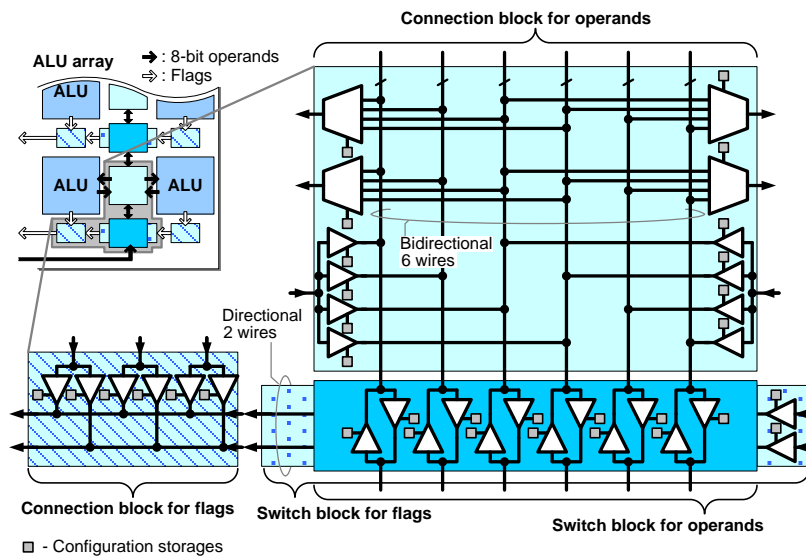 Connection block for operands
ALU array
: 8-bit operands
: Flags
ALU
ALU
ALU
Bidirectional
6 wires
Directional
2 wires
Connection block for flags
Switch block for flags
Switch block for operands
- Configuration storages